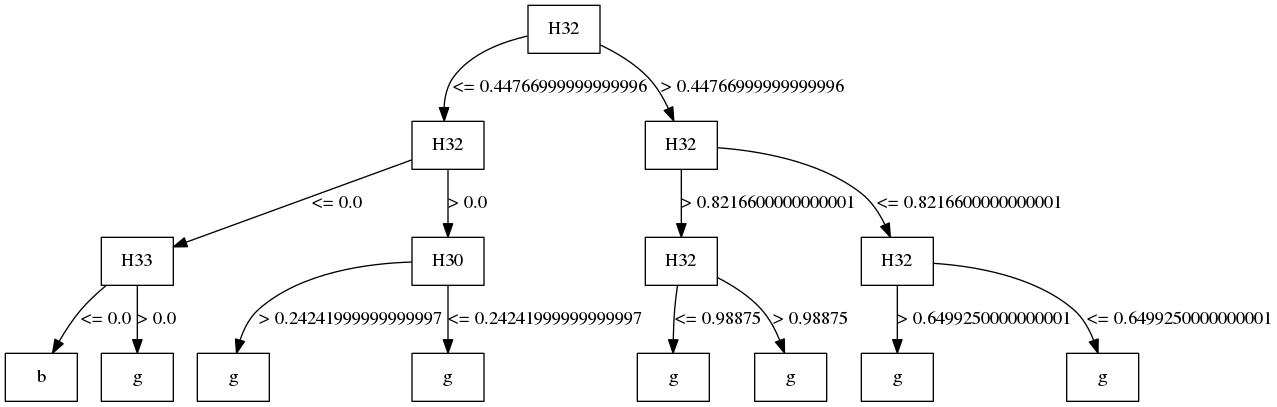 H32
<= 0.44766999999999996
> 0.44766999999999996
H32
H32
<= 0.0
> 0.0
> 0.8216600000000001
<= 0.8216600000000001
H33
H30
H32
H32
<= 0.0
> 0.0
> 0.24241999999999997
<= 0.24241999999999997
<= 0.98875
> 0.98875
> 0.6499250000000001
<= 0.6499250000000001
b
g
g
g
g
g
g
g